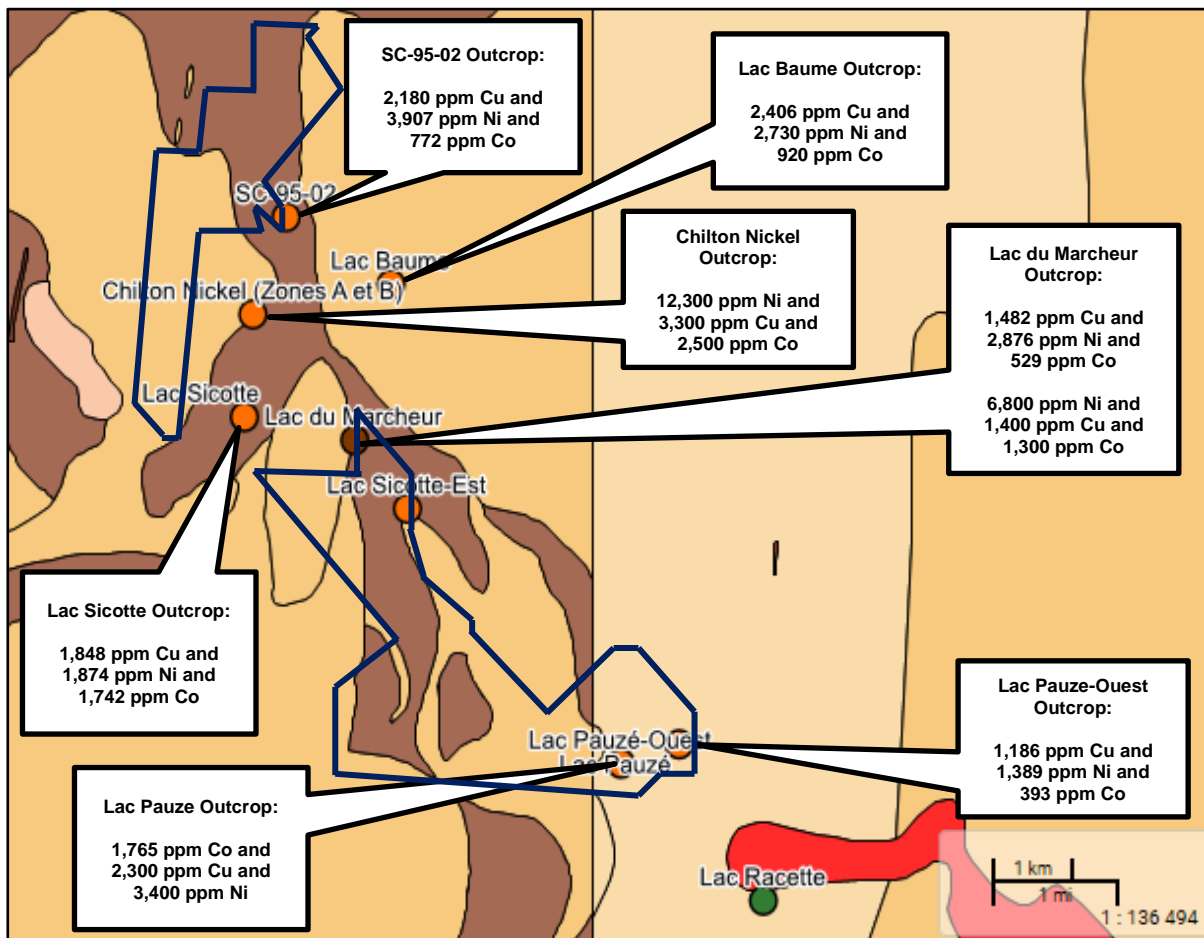 SC-95-02 Outcrop:
2,180 ppm Cu and
3,907 ppm Ni and
772 ppm Co
Lac Baume Outcrop:
2,406 ppm Cu and
2,730 ppm Ni and
920 ppm Co
SC-95-02
Lac Baume
Chilton Nickel (Zones A et B)
Chilton Nickel
Outcrop:
12,300 ppm Ni and
3,300 ppm Cu and
2,500 ppm Co
Lac du Marcheur
Outcrop:
1,482 ppm Cu and
2,876 ppm Ni and
529 ppm Co
6,800 ppm Ni and
1,400 ppm Cu and
1,300 ppm Co
Lac Sicotte
Lac du Marcheur
Lac Sicotte-Est
Lac Sicotte Outcrop:
1,848 ppm Cu and
1,874 ppm Ni and
1,742 ppm Co
Lac Pauze-Ouest
Outcrop:
1,186 ppm Cu and
1,389 ppm Ni and
393 ppm Co
Lac Pauzé-Ouest
Lac Pauzé
Lac Pauze Outcrop:
1,765 ppm Co and
2,300 ppm Cu and
3,400 ppm Ni
Lac Racette
1 km
1 mi
1 : 136 494